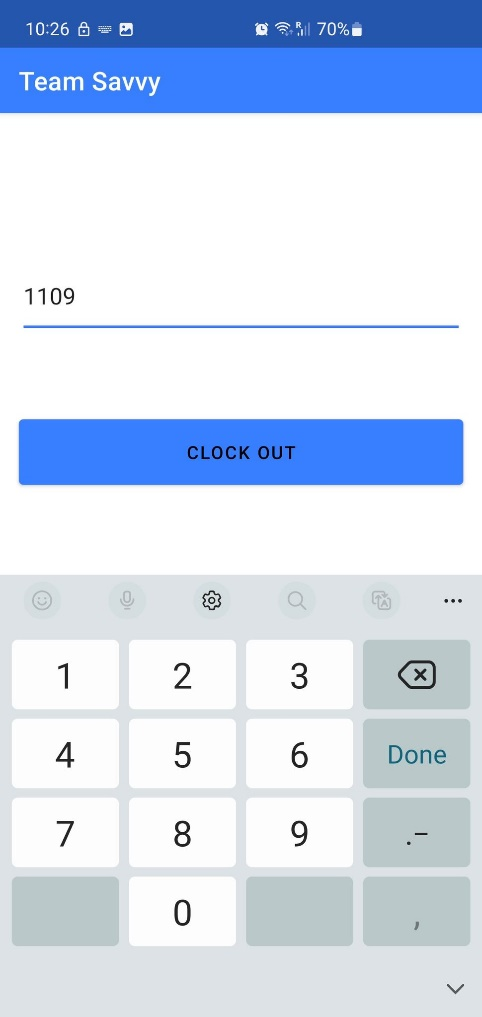 10:26 R 70%
Team Savvy
1109
CLOCK OUT
1 2 3
4 5 6 Done
7 8 9 .-
0 ,